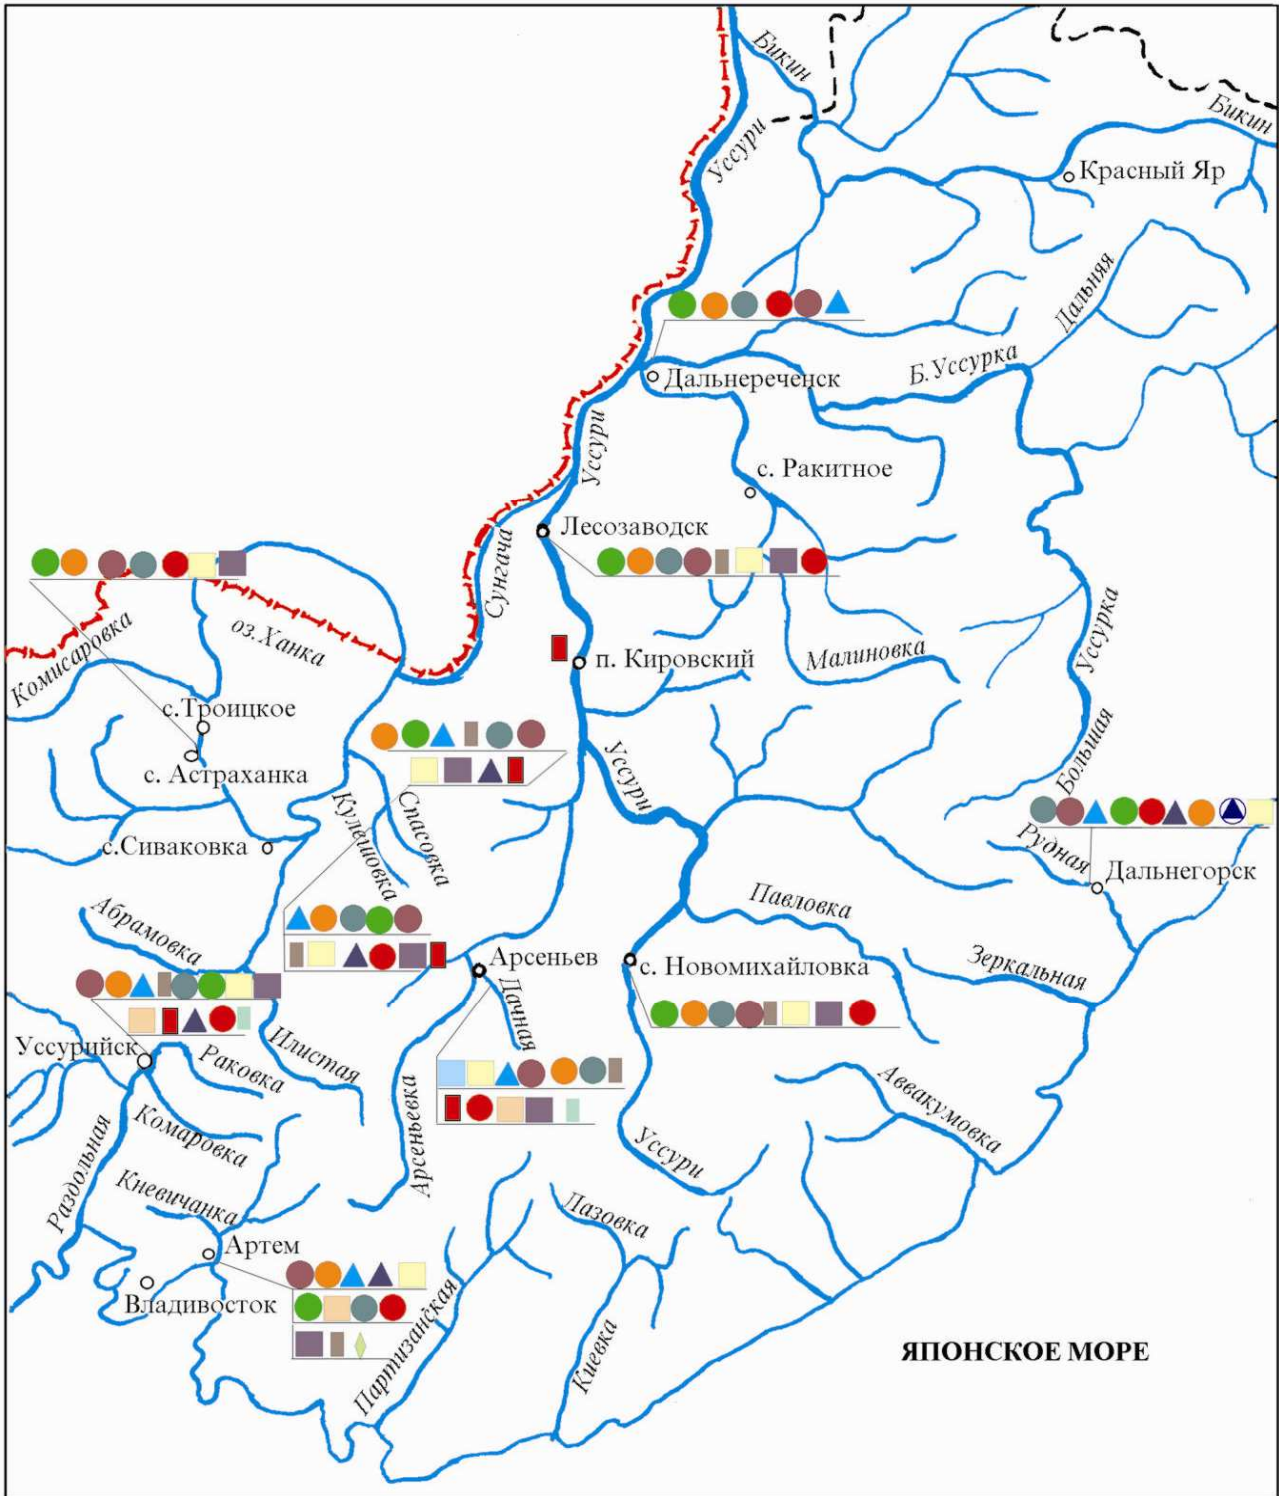 Бикин
Бикин
Уссури
Красный Яр
Дальняя
Б.Уссурка
Дальнереченск
Уссури
с. Ракитное
Лесозаводск
Сунгача
Комисаровка
оз.Ханка
п. Кировский
Малиновка
Уссурка
Большая
с.Троицкое
с. Астраханка
Уссури
Кулешовка
Спасовка
с.Сиваковка
Рудная
Дальнегорск
Абрамовка
Павловка
Арсеньев
с. Новомихайловка
Зеркальная
Дачная
Уссурийск
Раковка
Илистая
Комаровка
Раздольная
Арсеньевка
Уссури
Аввакумовка
Кневичанка
Лазовка
Артем
Владивосток
Партизанская
Киевка
ЯПОНСКОЕ МОРЕ